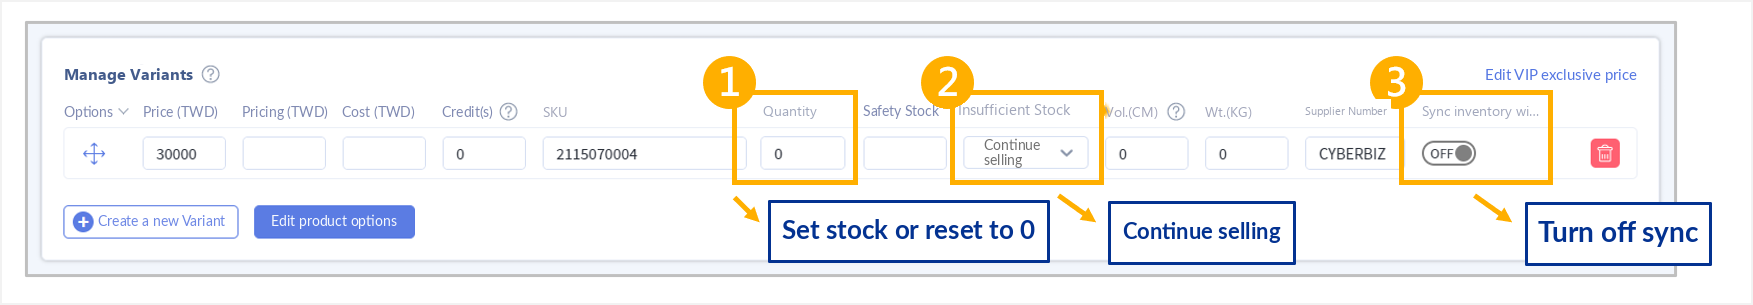 Manage Variants ?
Edit VIP exclusive price
1 2 3
Options Price (TWD) Pricing (TWD) Cost (TWD) Credit(s) ? SKU Quantity Safety Stock Insufficient Stock Vol.(CM) ? Wt.(KG) Supplier Number Sync inventory wi...
30000 0 2115070004 0 Continue selling 0 0 CYBERBIZ OFF
Create a new Variant Edit product options
Set stock or reset to 0 Continue selling Turn off sync